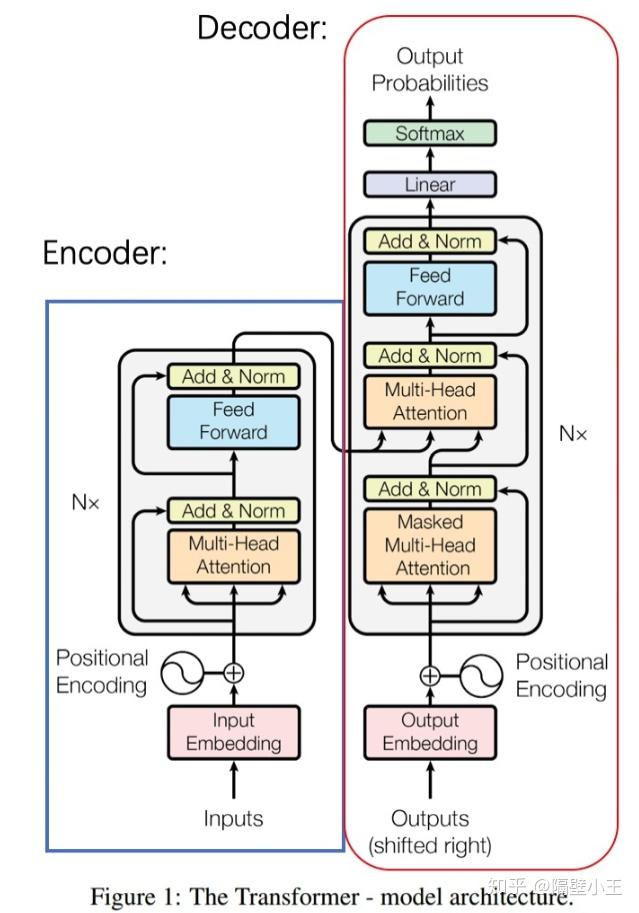 Decoder:
Output
Probabilities
Softmax
Linear
Add & Norm
Feed
Forward
Add & Norm
Multi-Head
Attention
Nx
Add & Norm
Masked
Multi-Head
Attention
Positional
Encoding
Output
Embedding
Outputs
(shifted right)
Encoder:
Add & Norm
Feed
Forward
Nx
Add & Norm
Multi-Head
Attention
Positional
Encoding
Input
Embedding
Inputs
Figure 1: The Transformer - model architecture.
知乎 @隔壁小王